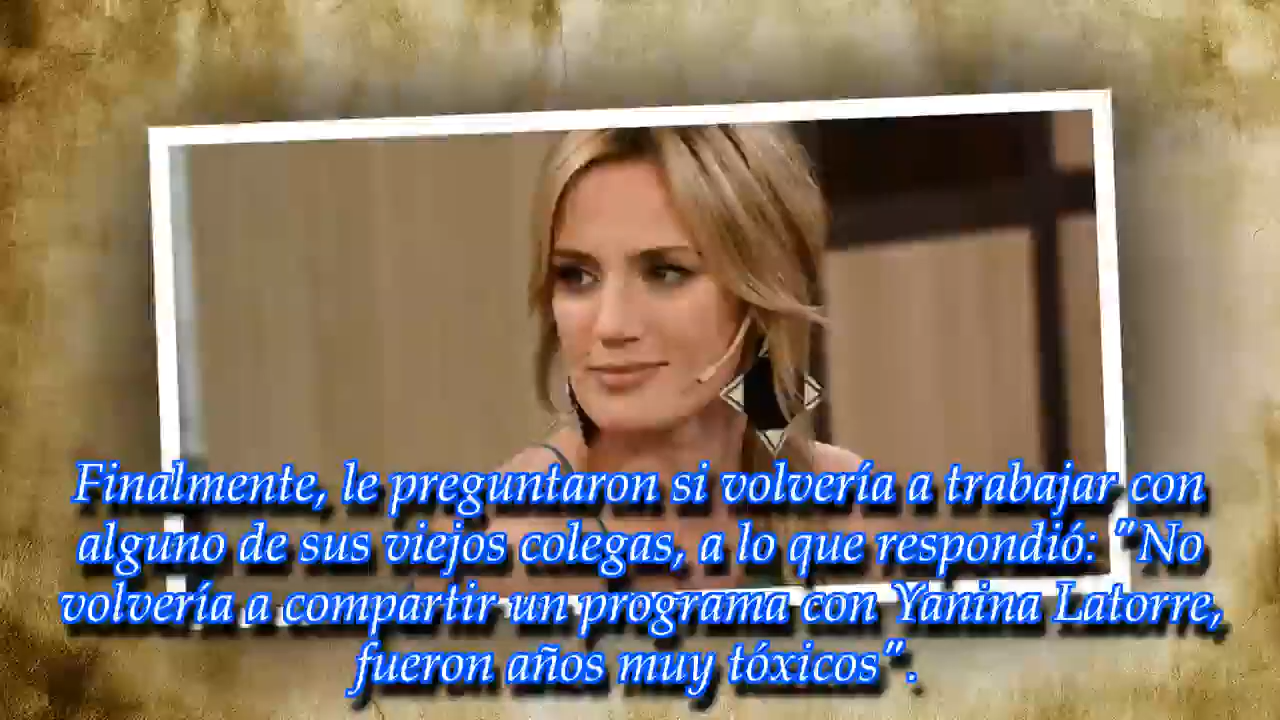 Finalmente, le preguntaron si volvería a trabajar con
alguno de sus viejos colegas, a lo que respondió: "No
volvería a compartir un programa con Yanina Latorre,
fueron años muy tóxicos".